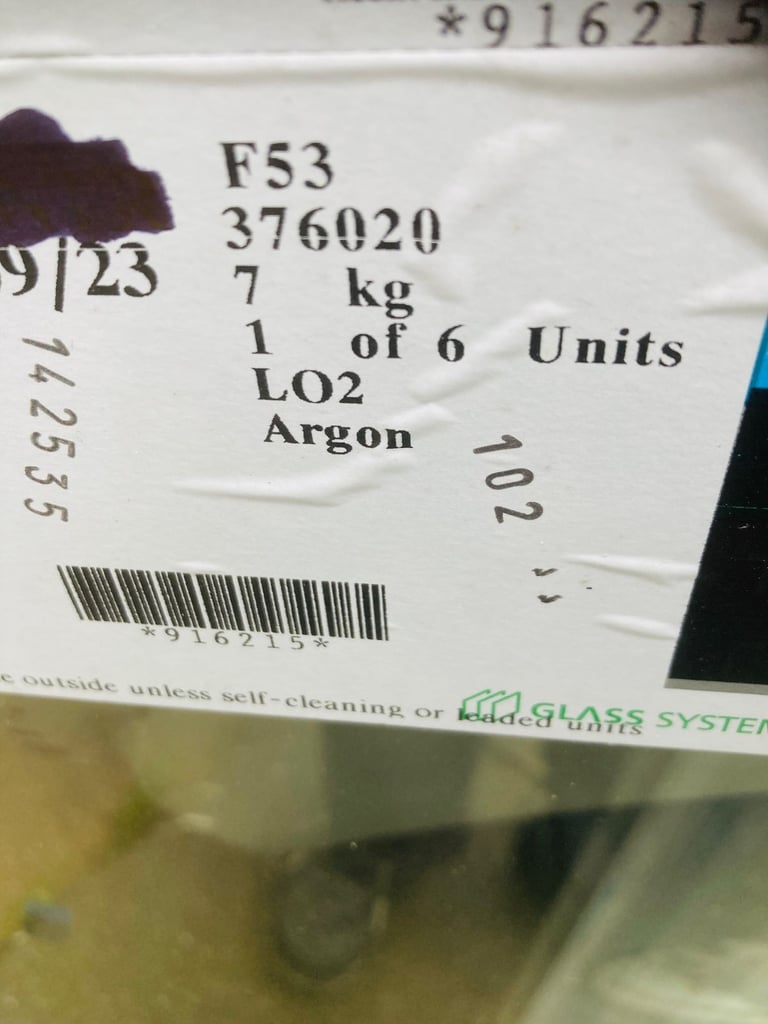 *916215
F53
376020
9/23
7 kg
1 of 6 Units
LO2
Argon
142535
102
*916215*
e outside unless self-cleaning or leaded units
GLASS SYSTEM